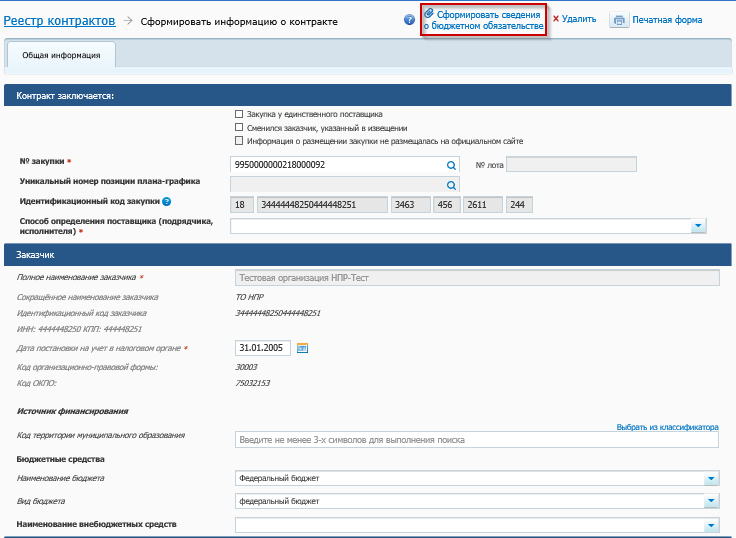 Реестр контрактов → Сформировать информацию о контракте
? Сформировать сведения
о бюджетном обязательстве
× Удалить
Печатная форма
Общая информация
Контракт заключается:
Закупка у единственного поставщика
Сменился заказчик, указанный в извещении
Информация о размещении закупки не размещалась на официальном сайте
№ закупки * 9950000000218000092 № лота
Уникальный номер позиции плана-графика
Идентификационный код закупки ? 18 34444448250444448251 3463 456 2611 244
Способ определения поставщика (подрядчика,
исполнителя) *
Заказчик
Полное наименование заказчика * Тестовая организация НПР-Тест
Сокращённое наименование заказчика ТО НПР
Идентификационный код заказчика 34444448250444448251
ИНН: 4444448250 КПП: 444448251
Дата постановки на учет в налоговом органе * 31.01.2005
Код организационно-правовой формы: 30003
Код ОКПО: 75032153
Источник финансирования
Выбрать из классификатора
Код территории муниципального образования Введите не менее 3-х символов для выполнения поиска
Бюджетные средства
Наименование бюджета Федеральный бюджет
Вид бюджета федеральный бюджет
Наименование внебюджетных средств